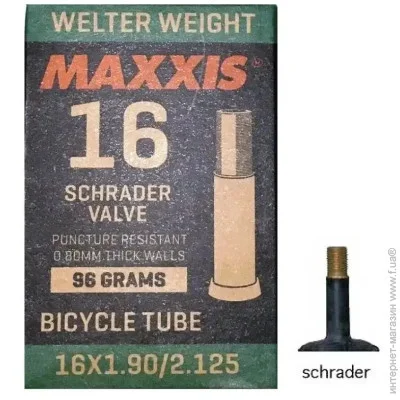 WELTER WEIGHT
MAXXIS®
16
SCHRADER
VALVE
PUNCTURE RESISTANT
0.80MM THICK WALLS
96 GRAMS
BICYCLE TUBE
16X1.90/2.125
schrader
интернет-магазин www.f.ua®